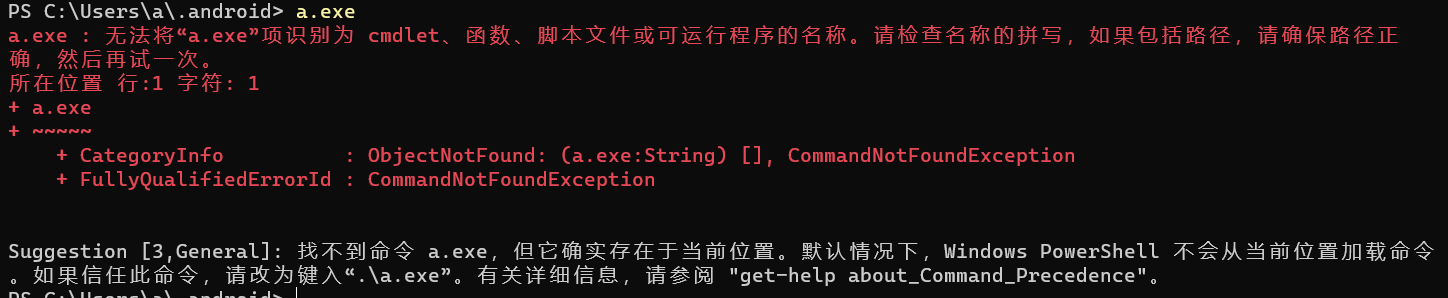 PS C:\Users\a\.android> a.exe
a.exe : 无法将“a.exe”项识别为 cmdlet、函数、脚本文件或可运行程序的名称。请检查名称的拼写，如果包括路径，请确保路径正
确，然后再试一次。
所在位置 行:1 字符: 1
+ a.exe
+ ~~~~~
    + CategoryInfo          : ObjectNotFound: (a.exe:String) [], CommandNotFoundException
    + FullyQualifiedErrorId : CommandNotFoundException
Suggestion [3,General]: 找不到命令 a.exe，但它确实存在于当前位置。默认情况下，Windows PowerShell 不会从当前位置加载命令
。如果信任此命令，请改为键入“.\a.exe”。有关详细信息，请参阅 "get-help about_Command_Precedence"。
PS C:\Users\a\.android>